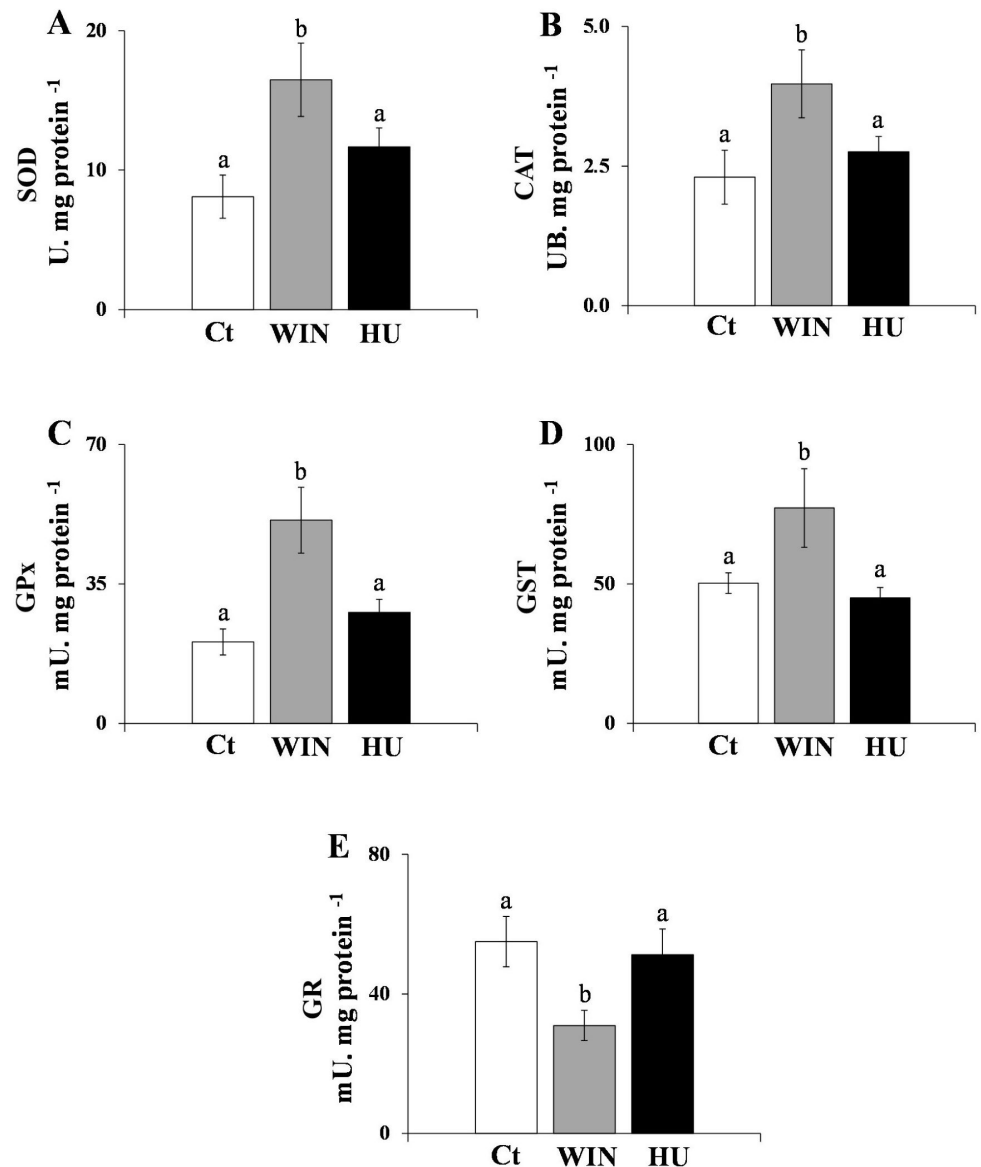 A
SOD
U. mg protein -1
20
10
0
a
b
a
Ct WIN HU
B
CAT
UB. mg protein -1
5.0
2.5
0.0
a
b
a
Ct WIN HU
C
GPx
mU. mg protein -1
70
35
0
a
b
a
Ct WIN HU
D
GST
mU. mg protein -1
100
50
0
a
b
a
Ct WIN HU
E
GR
mU. mg protein -1
80
40
0
a
b
a
Ct WIN HU